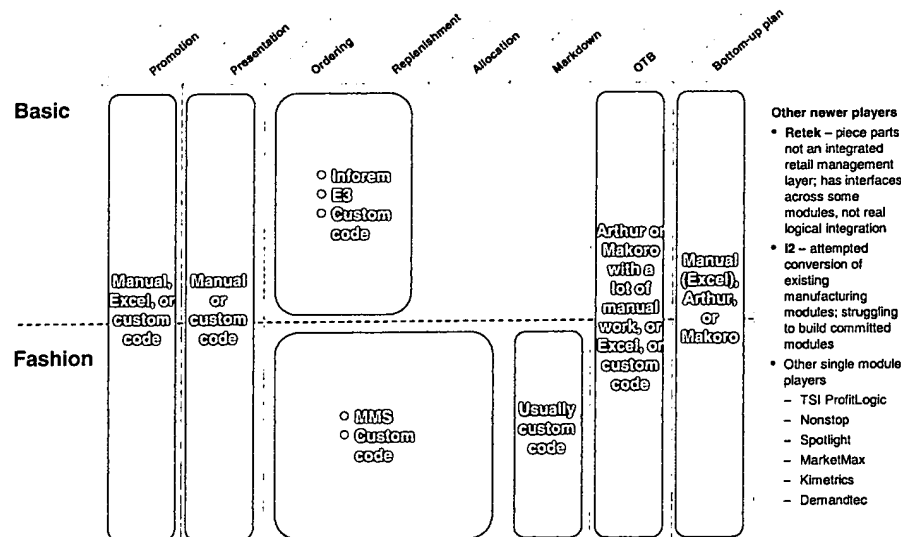 Promotion
Presentation
Ordering
Replenishment
Allocation
Markdown
OTB
Bottom-up plan
Basic
Fashion
Manual,
Excel, or
custom
code
Manual
or
custom
code
○ Inforem
○ E3
○ Custom
code
○ MMS
○ Custom
code
Usually
custom
code
Arthur or
Makoro
with a
lot of
manual
work, or
Excel, or
custom
code
Manual
(Excel),
Arthur,
or
Makoro
Other newer players
• Retek – piece parts
not an integrated
retail management
layer; has interfaces
across some
modules, not real
logical integration
• I2 – attempted
conversion of
existing
manufacturing
modules; struggling
to build committed
modules
• Other single module
players
– TSI ProfitLogic
– Nonstop
– Spotlight
– MarketMax
– Kimetrics
– Demandtec